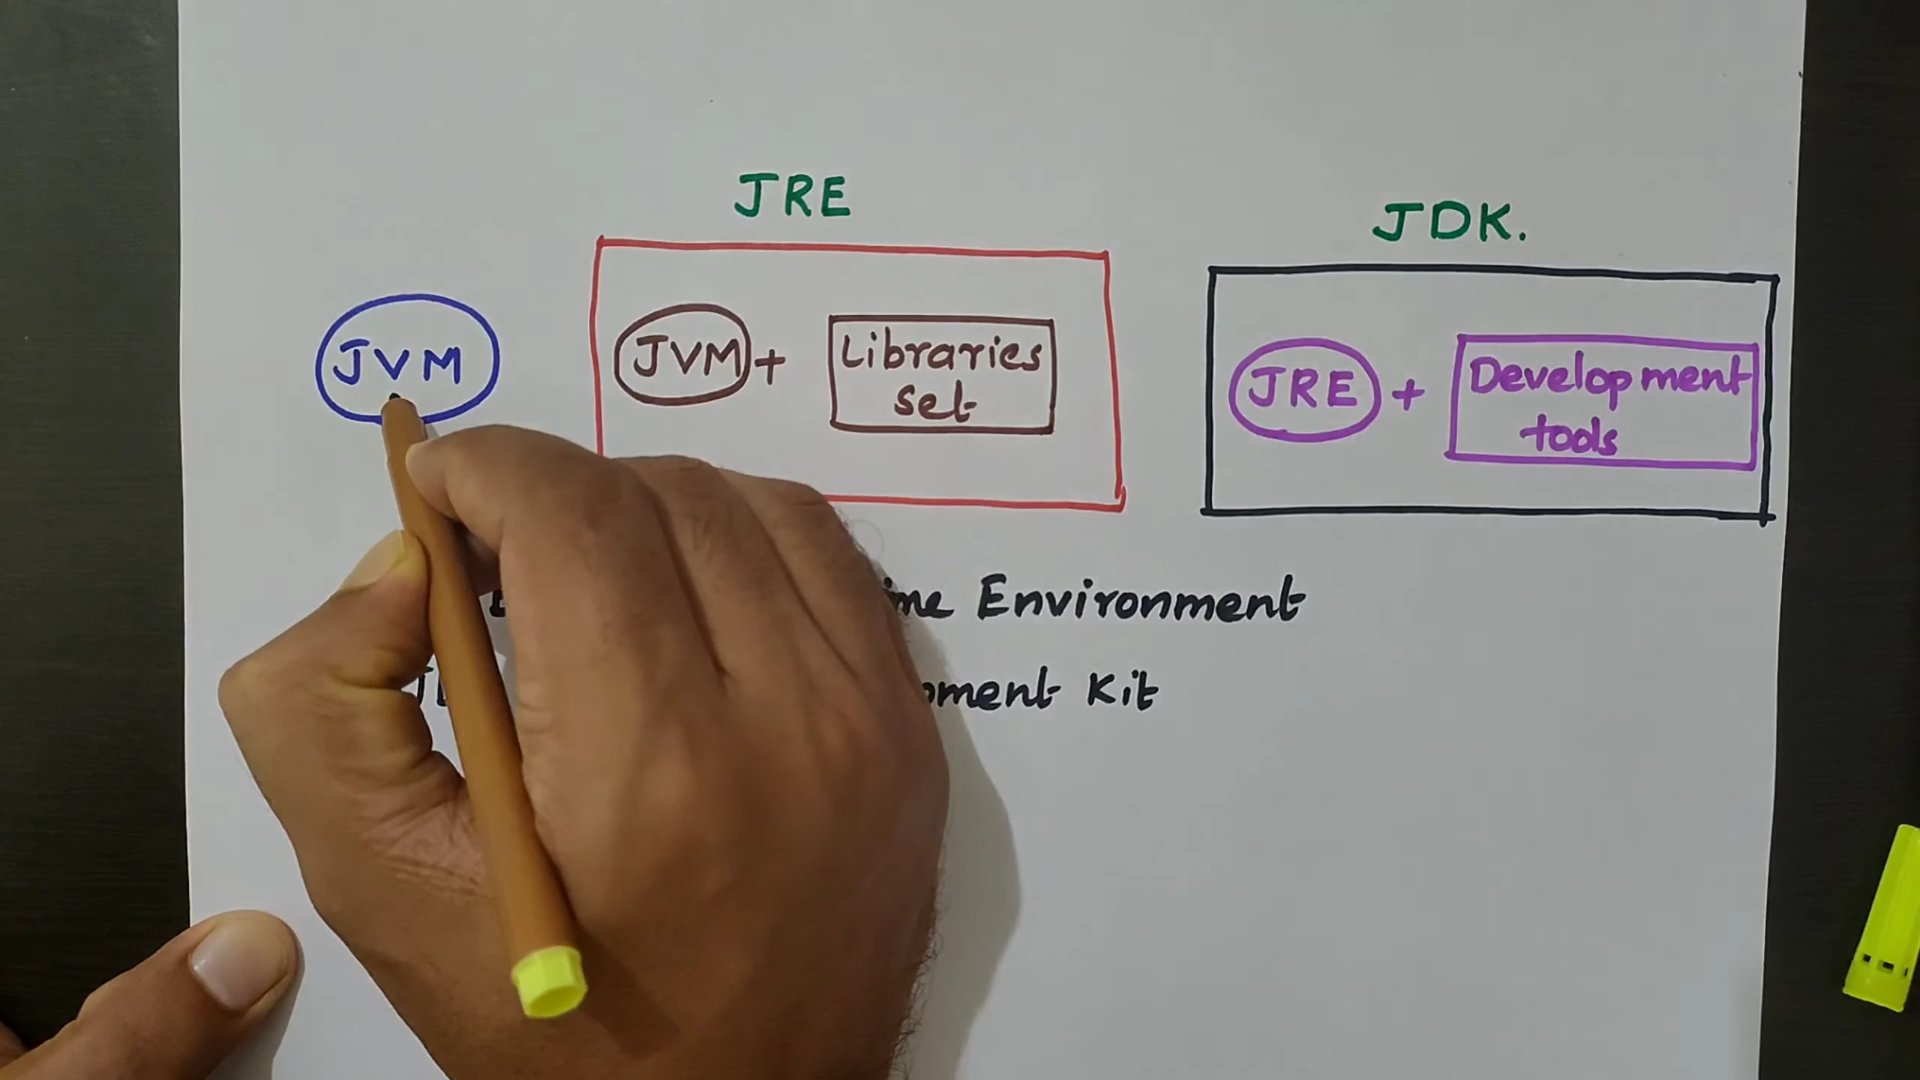 JRE
JDK.
JVM
JVM + Libraries set
JRE + Development tools
Environment
Kit